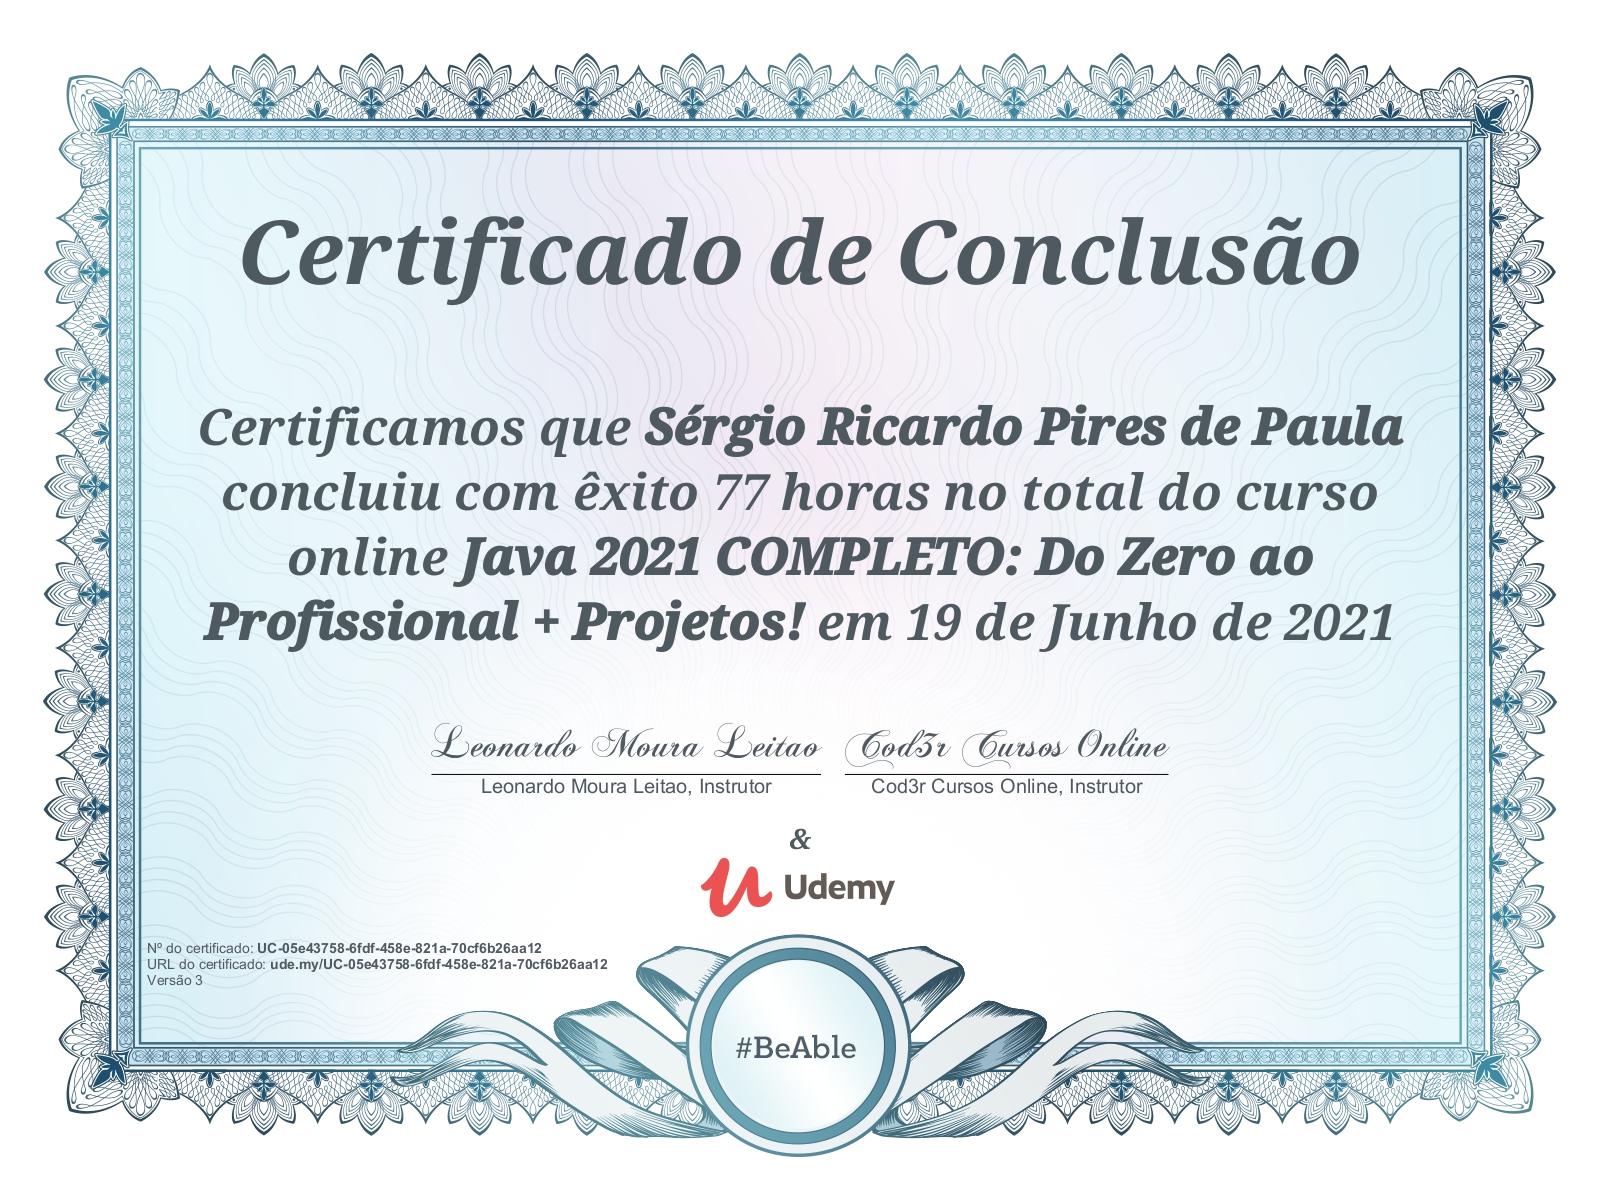 Certificado de Conclusão
Certificamos que Sérgio Ricardo Pires de Paula
concluiu com êxito 77 horas no total do curso
online Java 2021 COMPLETO: Do Zero ao
Profissional + Projetos! em 19 de Junho de 2021
Leonardo Moura Leitao
Cod3r Cursos Online
Leonardo Moura Leitao, Instrutor
Cod3r Cursos Online, Instrutor
&
Udemy
Nº do certificado: UC-05e43758-6fdf-458e-821a-70cf6b26aa12
URL do certificado: ude.my/UC-05e43758-6fdf-458e-821a-70cf6b26aa12
Versão 3
#BeAble